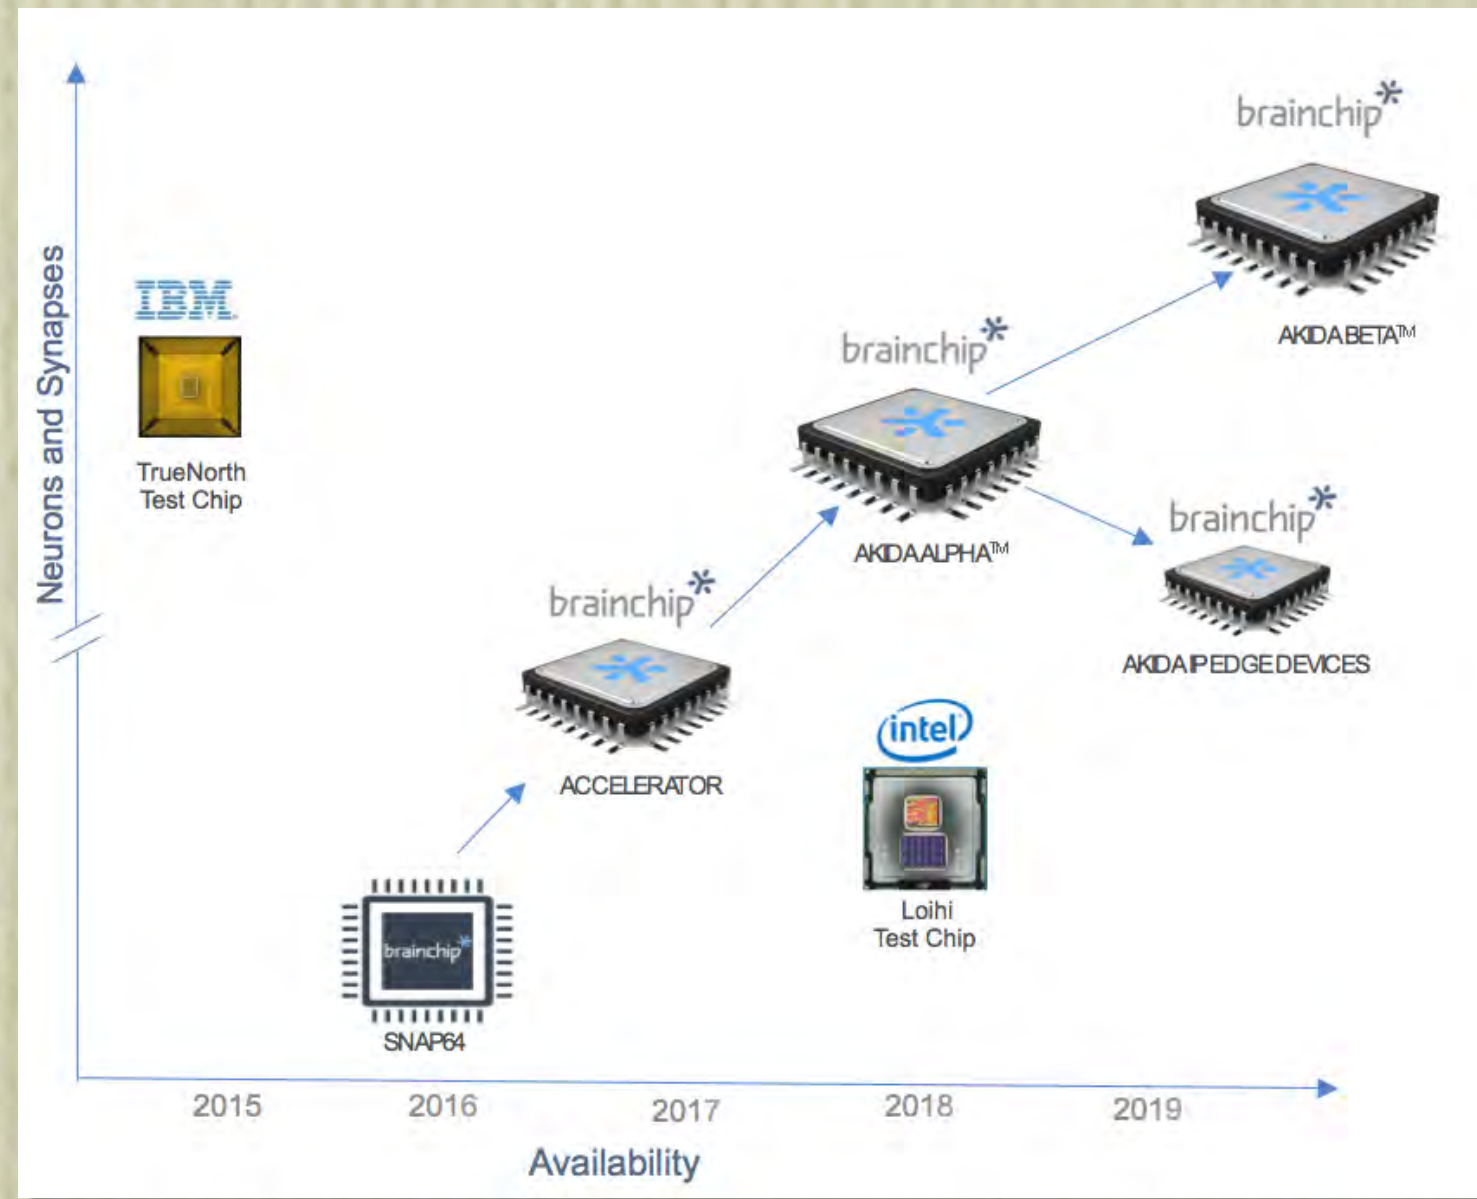 brainchip
Neurons and Synapses
IBM
AKIDA BETA™
brainchip
TrueNorth
Test Chip
brainchip
AKIDA ALPHA™
brainchip
AKIDA IP EDGE DEVICES
intel
ACCELERATOR
Loihi
Test Chip
brainchip
SNAP64
2015 2016 2017 2018 2019
Availability